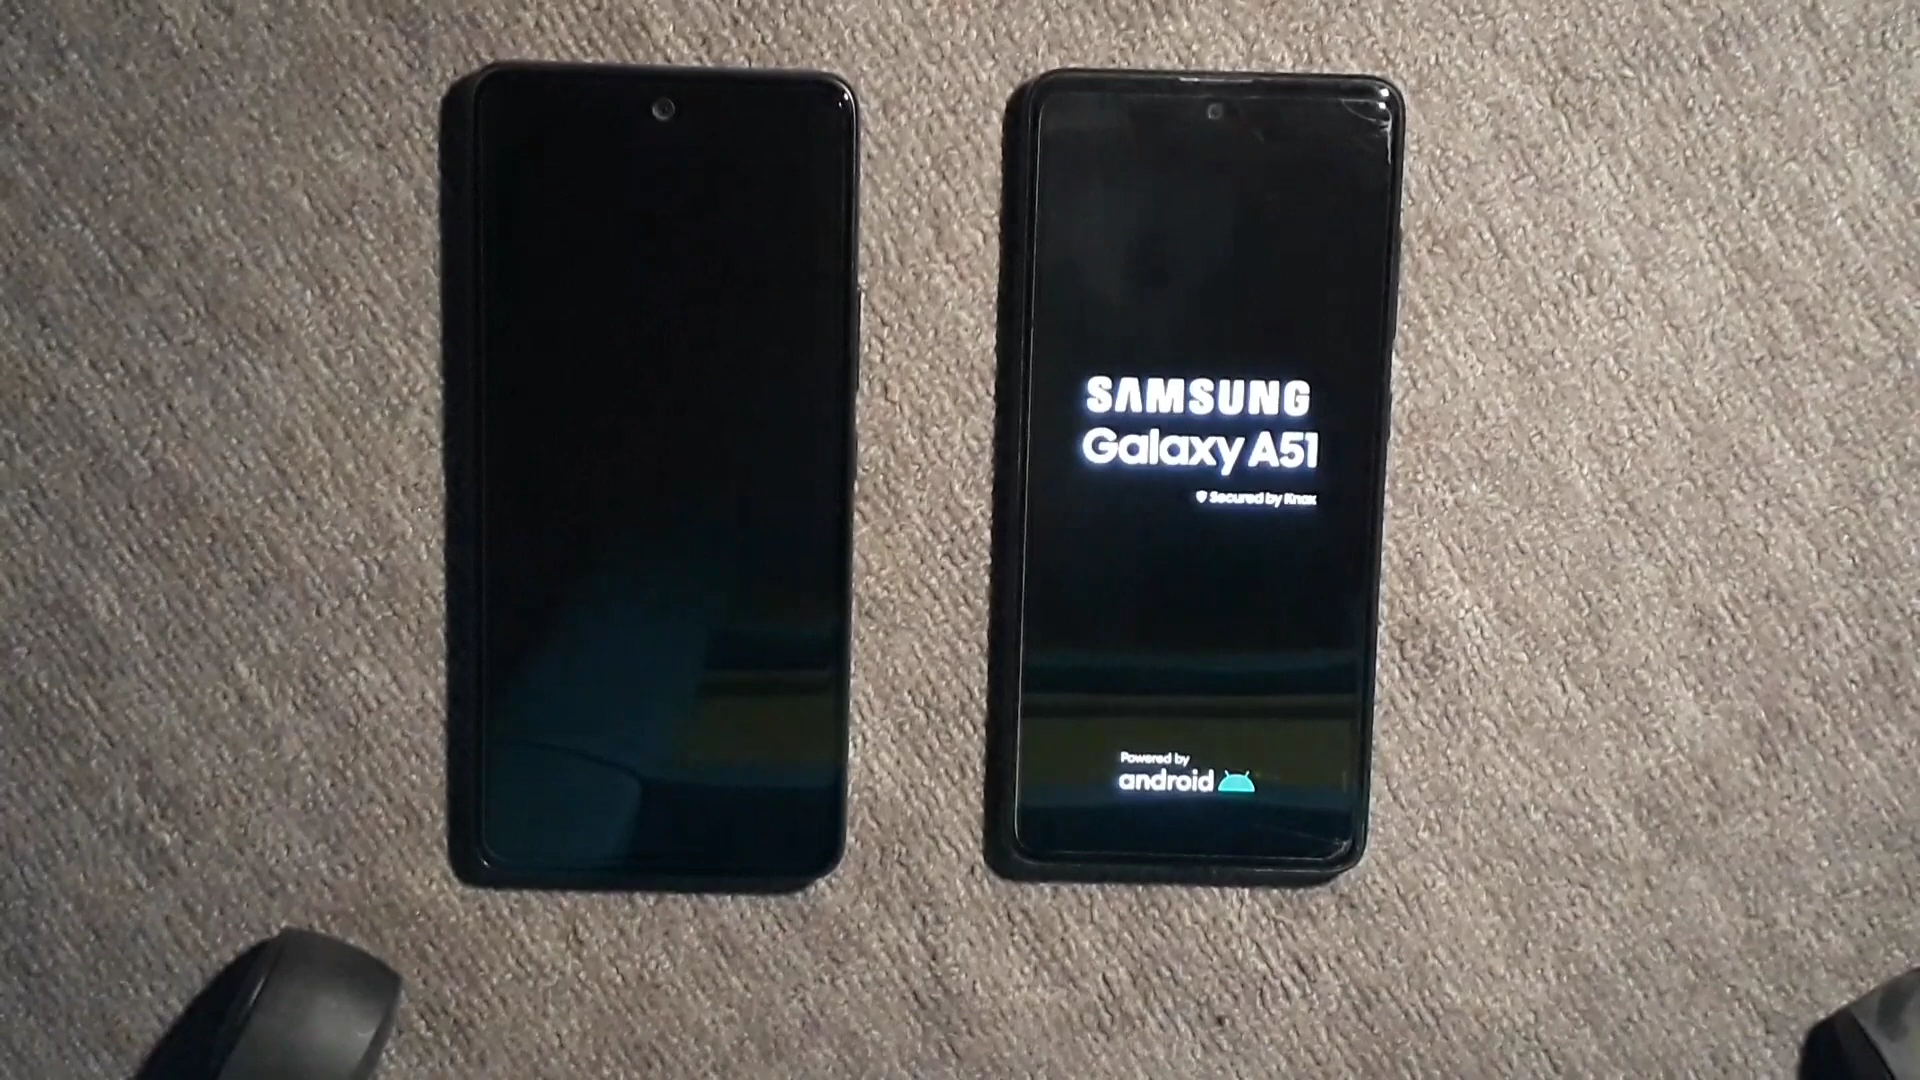 SAMSUNG
Galaxy A51
Secured by Knox
Powered by
android